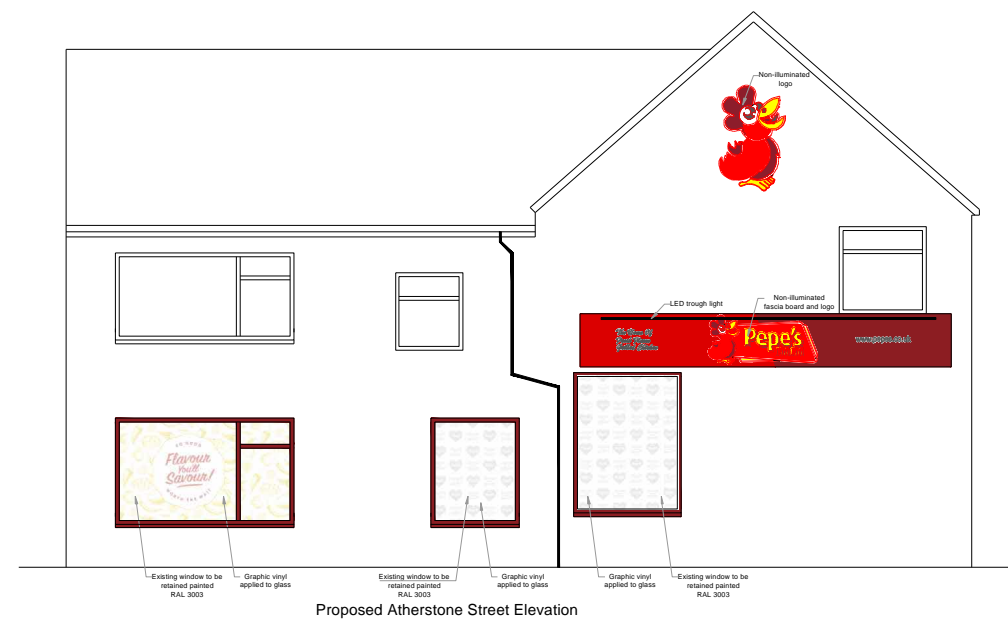 Non-illuminated
logo
LED trough light
Non-illuminated
fascia board and logo
Pepe's
Flavour
You'll
Savour!
WORTH THE WAIT
Existing window to be
retained painted
RAL 3003
Graphic vinyl
applied to glass
Existing window to be
retained painted
RAL 3003
Graphic vinyl
applied to glass
Graphic vinyl
applied to glass
Existing window to be
retained painted
RAL 3003
Proposed Atherstone Street Elevation